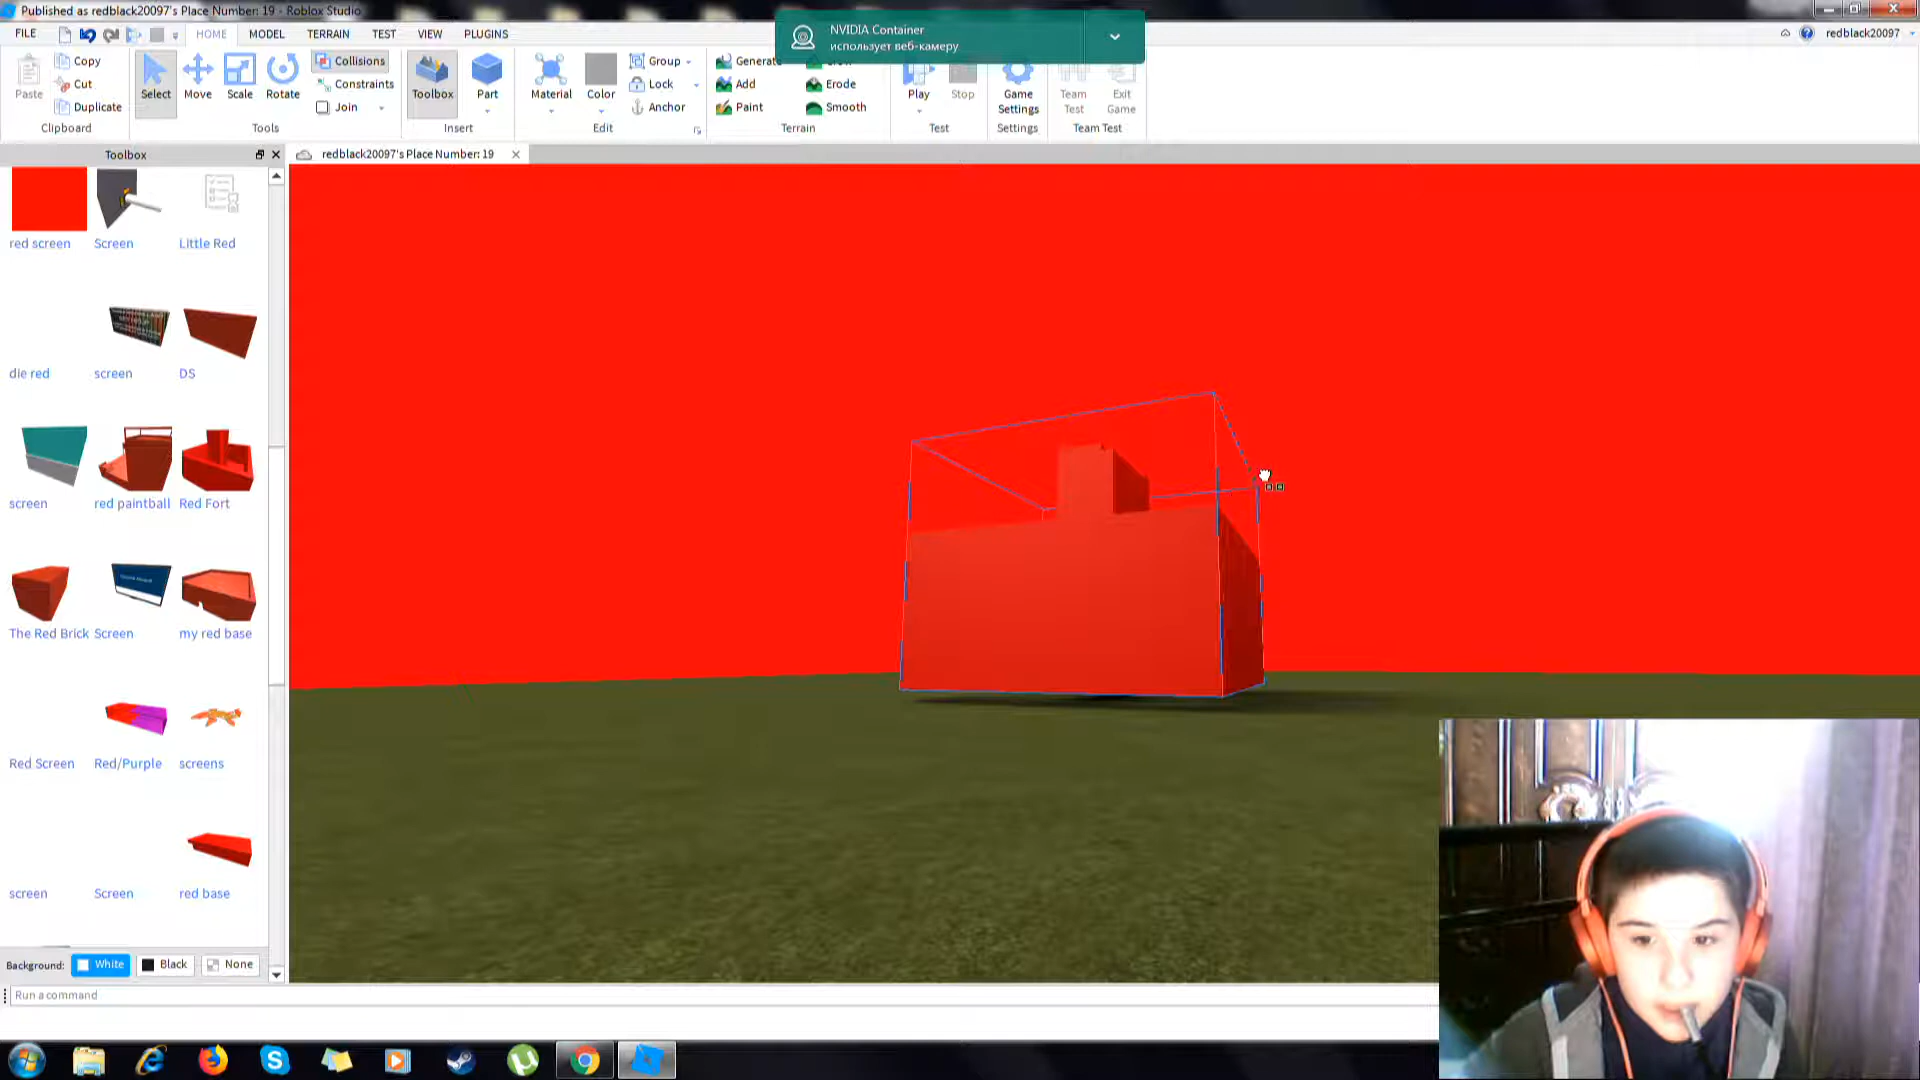 Published as redblack20097's Place Number: 19 - Roblox Studio
NVIDIA Container
использует веб-камеру
FILE HOME MODEL TERRAIN TEST VIEW PLUGINS redblack20097
Paste Copy Cut Duplicate
Select Move Scale Rotate
Collisions Constraints Join
Toolbox Part
Material Color
Group Lock Anchor
Generate Add Paint
Erode Smooth
Play Stop
Game Settings
Team Test
Exit Game
Clipboard Tools Insert Edit Terrain Test Settings Team Test
Toolbox redblack20097's Place Number: 19
red screen Screen Little Red
die red screen DS
screen red paintball Red Fort
The Red Brick Screen my red base
Red Screen Red/Purple screens
screen Screen red base
Background: White Black None
Run a command